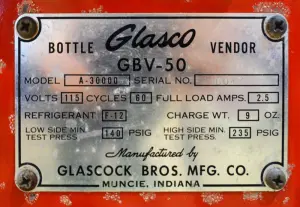 Glasco
BOTTLE VENDOR
GBV-50
MODEL A-30000 SERIAL NO.
VOLTS 115 CYCLES 60 FULL LOAD AMPS. 2.5
REFRIGERANT F-12 CHARGE WT. 9 OZ.
LOW SIDE MIN. TEST PRESS. 140 PSIG HIGH SIDE MIN. TEST PRESS. 235 PSIG
Manufactured by
GLASCOCK BROS. MFG. CO.
MUNCIE, INDIANA